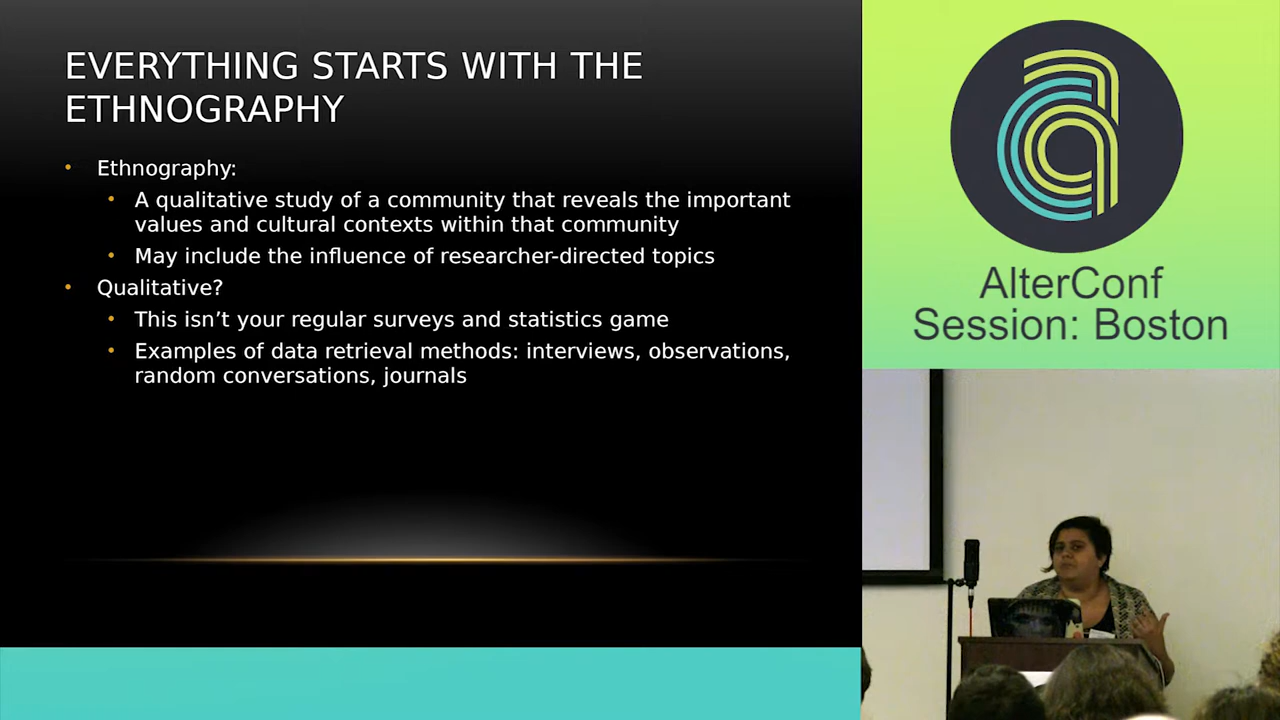 EVERYTHING STARTS WITH THE
ETHNOGRAPHY
• Ethnography:
• A qualitative study of a community that reveals the important
values and cultural contexts within that community
• May include the influence of researcher-directed topics
• Qualitative?
• This isn’t your regular surveys and statistics game
• Examples of data retrieval methods: interviews, observations,
random conversations, journals
AlterConf
Session: Boston